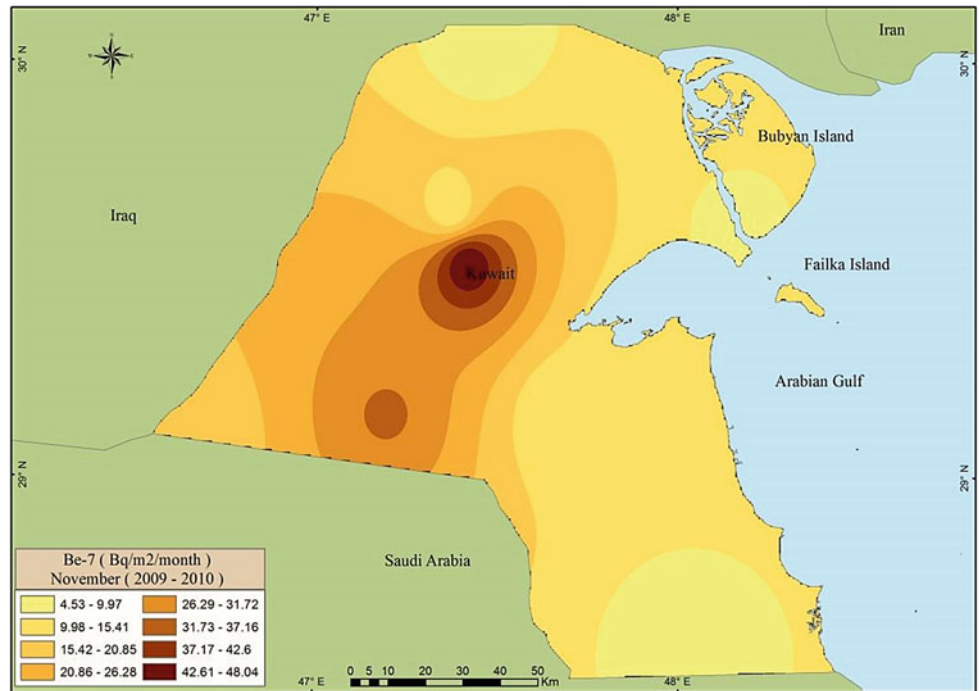 47° E
48° E
Iran
30° N
30° N
Bubyan Island
Iraq
Failka Island
Kuwait
Arabian Gulf
29° N
29° N
Saudi Arabia
Be-7 ( Bq/m2/month )
November ( 2009 - 2010 )
4.53 - 9.97
26.29 - 31.72
9.98 - 15.41
31.73 - 37.16
15.42 - 20.85
37.17 - 42.6
20.86 - 26.28
42.61 - 48.04
0 5 10 20 30 40 50
Km
47° E
48° E